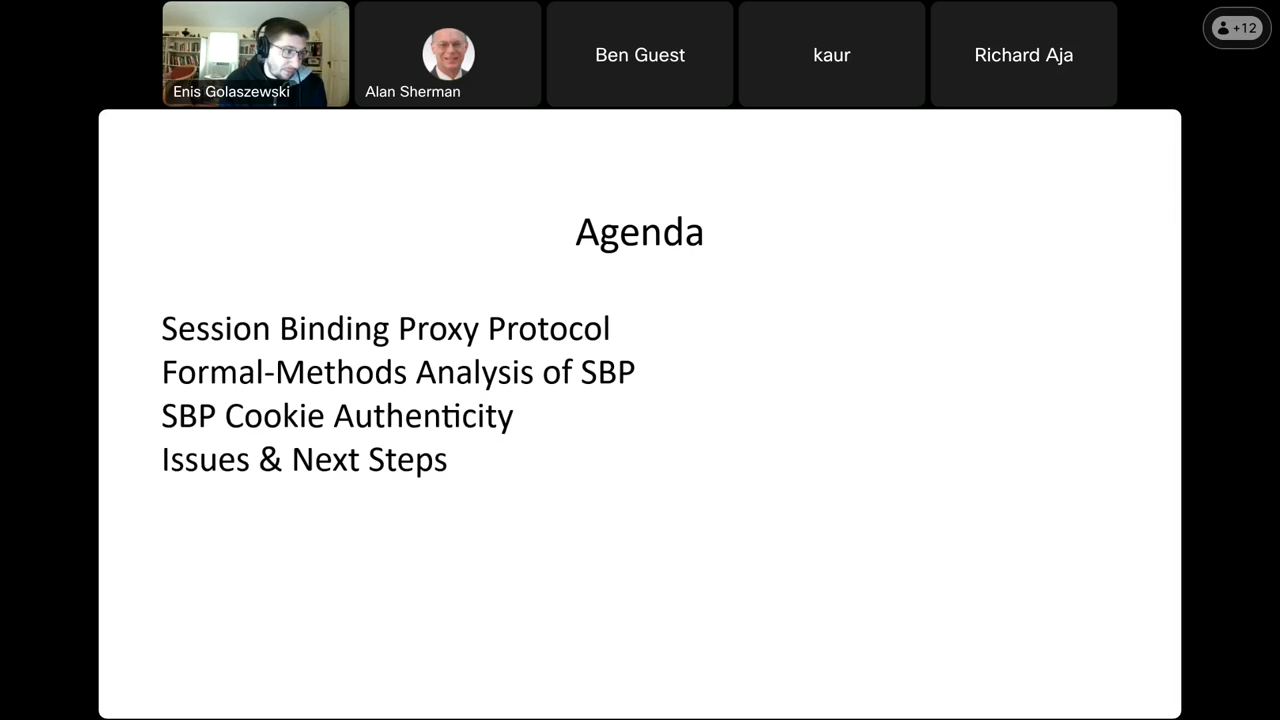 Enis Golaszewski
Alan Sherman
Ben Guest
kaur
Richard Aja
+12
Agenda
Session Binding Proxy Protocol
Formal-Methods Analysis of SBP
SBP Cookie Authenticity
Issues & Next Steps